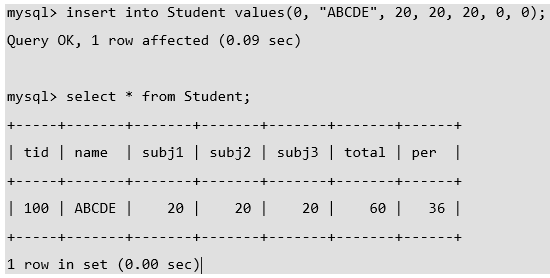 mysql> insert into Student values(0, "ABCDE", 20, 20, 20, 0, 0);
Query OK, 1 row affected (0.09 sec)
mysql> select * from Student;
+-----+-------+-------+-------+-------+-------+------+
| tid | name  | subj1 | subj2 | subj3 | total | per  |
+-----+-------+-------+-------+-------+-------+------+
| 100 | ABCDE |    20 |    20 |    20 |    60 |   36 |
+-----+-------+-------+-------+-------+-------+------+
1 row in set (0.00 sec)